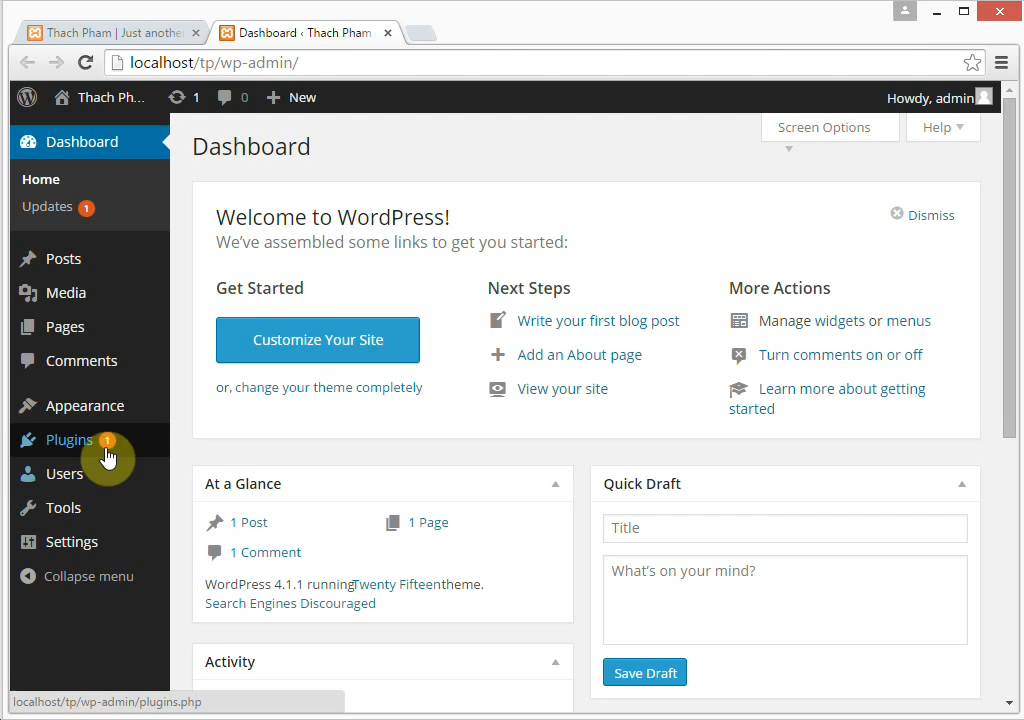 Thach Pham | Just anothe
Dashboard ‹ Thach Pham
localhost/tp/wp-admin/
Thach Ph... 1 0 New Howdy, admin
Dashboard
Home
Updates 1
Posts
Media
Pages
Comments
Appearance
Plugins 1
Users
Tools
Settings
Collapse menu
Screen Options Help
Dashboard
Welcome to WordPress!
Dismiss
We've assembled some links to get you started:
Get Started
Customize Your Site
or, change your theme completely
Next Steps
Write your first blog post
Add an About page
View your site
More Actions
Manage widgets or menus
Turn comments on or off
Learn more about getting
started
At a Glance
1 Post 1 Page
1 Comment
WordPress 4.1.1 running Twenty Fifteen theme.
Search Engines Discouraged
Activity
Quick Draft
Title
What's on your mind?
Save Draft
localhost/tp/wp-admin/plugins.php